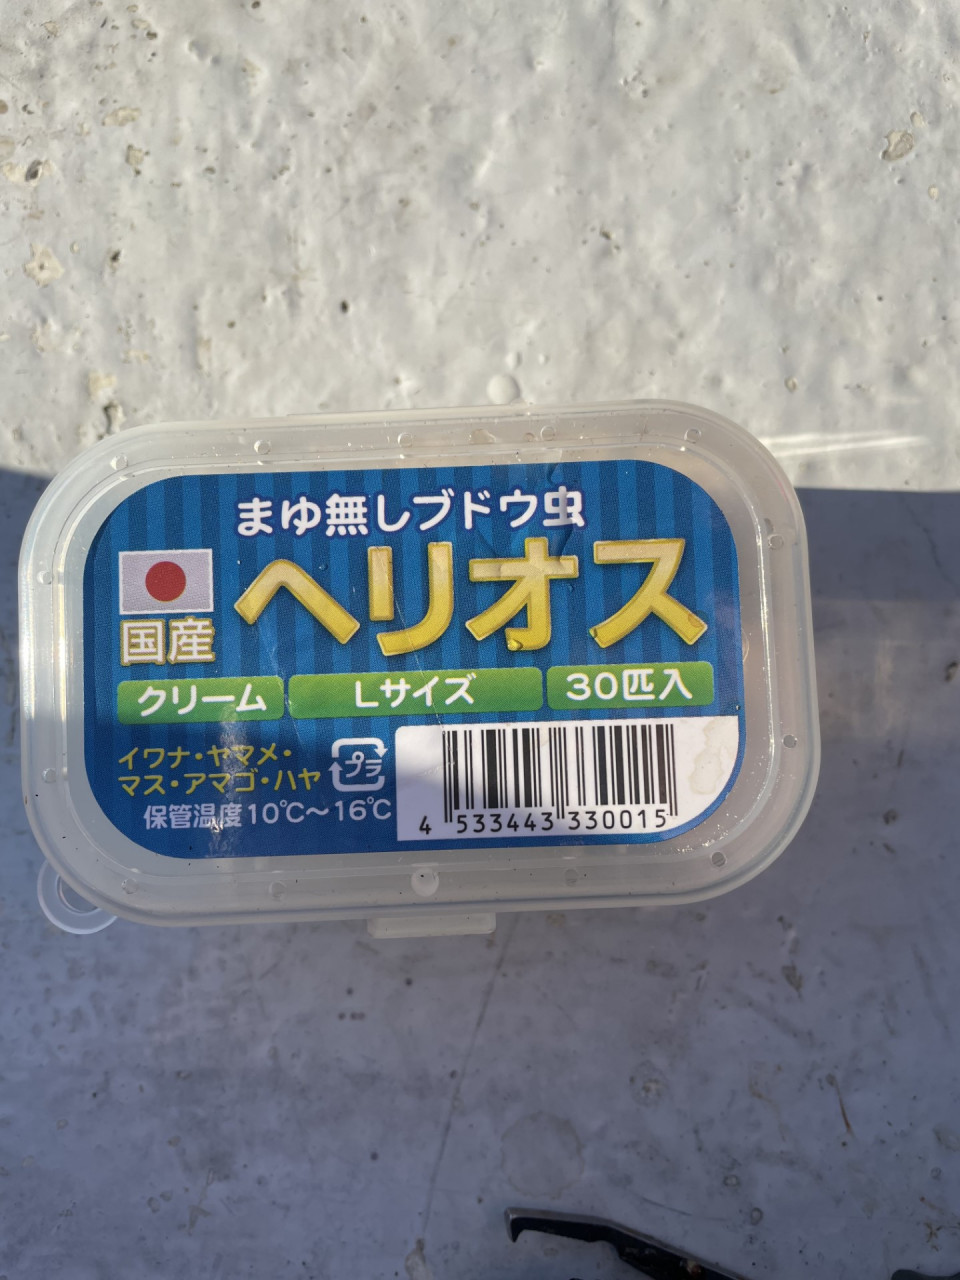 まゆ無しブドウ虫
ヘリオス
国産
クリーム
Lサイズ
30匹入
イワナ・ヤマメ・
マス・アマゴ・ハヤ
プラ
保管温度10℃〜16℃
4 533443 330015